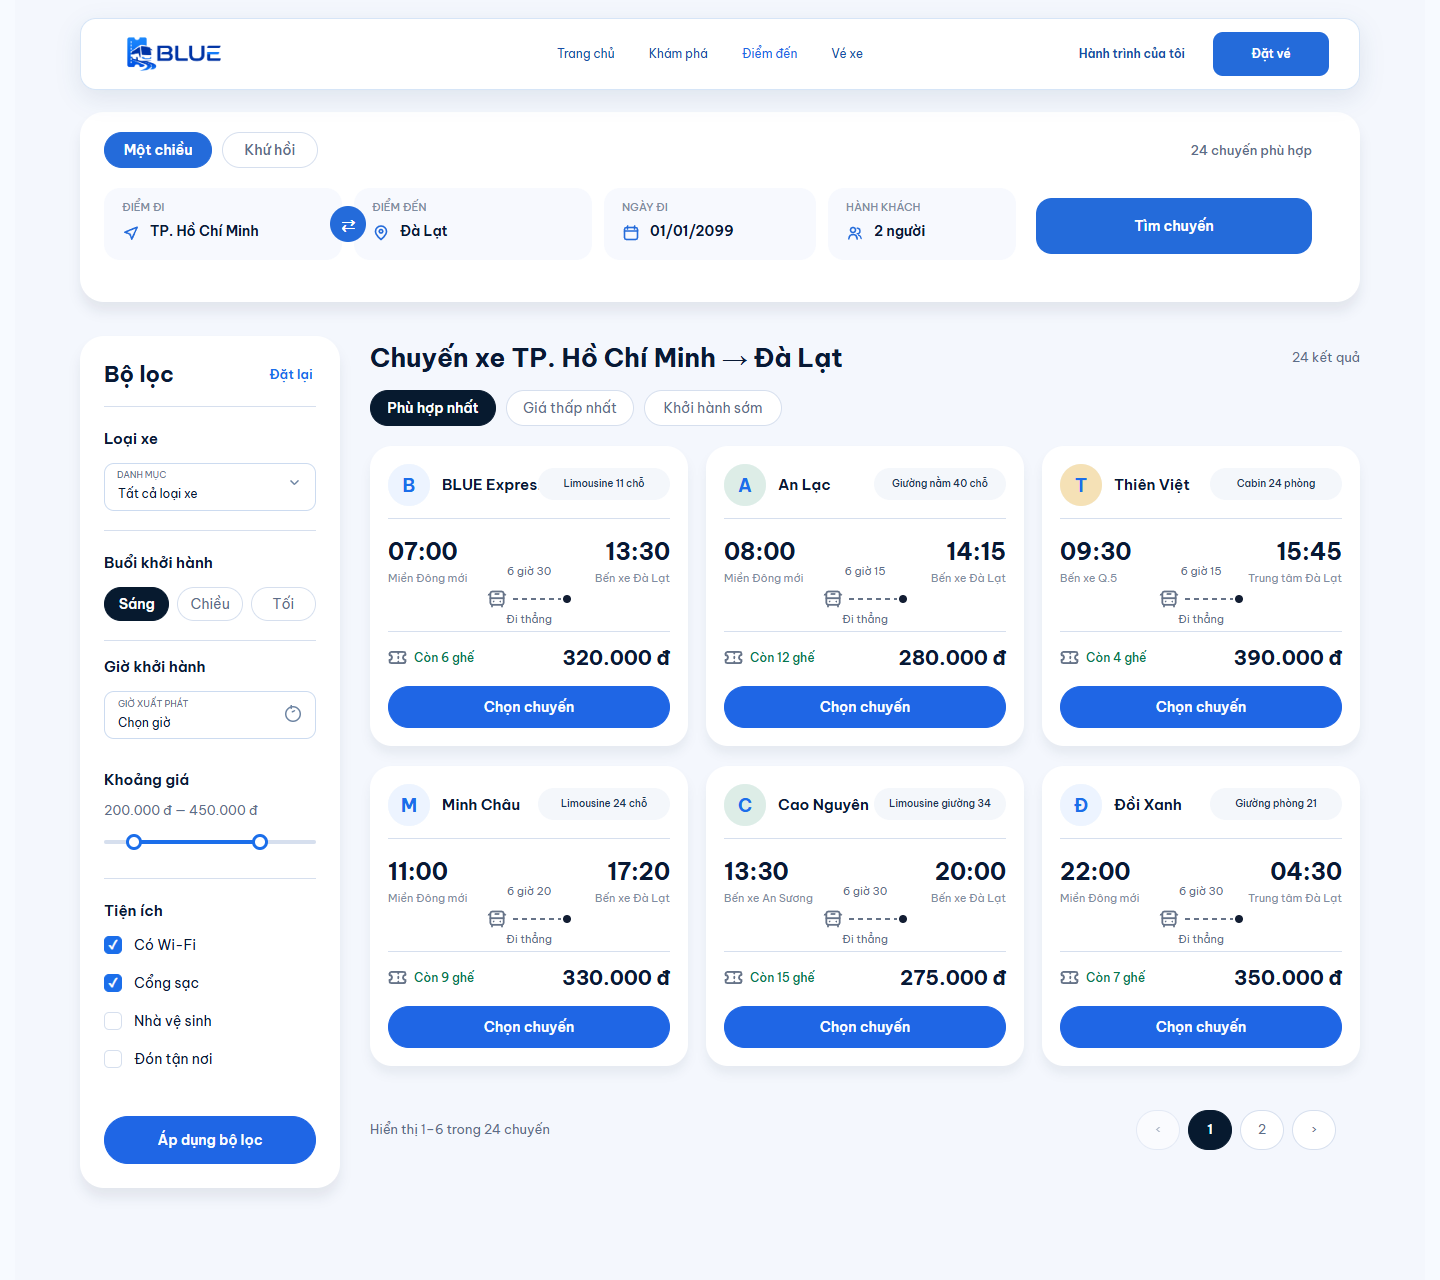 BLUE
Trang chủ
Khám phá
Điểm đến
Vé xe
Hành trình của tôi
Đặt vé
Một chiều
Khứ hồi
24 chuyến phù hợp
ĐIỂM ĐI
TP. Hồ Chí Minh
ĐIỂM ĐẾN
Đà Lạt
NGÀY ĐI
01/01/2099
HÀNH KHÁCH
2 người
Tìm chuyến
Bộ lọc
Đặt lại
Loại xe
DANH MỤC
Tất cả loại xe
Buổi khởi hành
Sáng
Chiều
Tối
Giờ khởi hành
GIỜ XUẤT PHÁT
Chọn giờ
Khoảng giá
200.000 đ — 450.000 đ
Tiện ích
Có Wi-Fi
Cổng sạc
Nhà vệ sinh
Đón tận nơi
Áp dụng bộ lọc
Chuyến xe TP. Hồ Chí Minh → Đà Lạt
24 kết quả
Phù hợp nhất
Giá thấp nhất
Khởi hành sớm
B
BLUE Expres
Limousine 11 chỗ
07:00
13:30
Miền Đông mới
6 giờ 30
Bến xe Đà Lạt
Đi thẳng
Còn 6 ghế
320.000 đ
Chọn chuyến
A
An Lạc
Giường nằm 40 chỗ
08:00
14:15
Miền Đông mới
6 giờ 15
Bến xe Đà Lạt
Đi thẳng
Còn 12 ghế
280.000 đ
Chọn chuyến
T
Thiên Việt
Cabin 24 phòng
09:30
15:45
Bến xe Q.5
6 giờ 15
Trung tâm Đà Lạt
Đi thẳng
Còn 4 ghế
390.000 đ
Chọn chuyến
M
Minh Châu
Limousine 24 chỗ
11:00
17:20
Miền Đông mới
6 giờ 20
Bến xe Đà Lạt
Đi thẳng
Còn 9 ghế
330.000 đ
Chọn chuyến
C
Cao Nguyên
Limousine giường 34
13:30
20:00
Bến xe An Sương
6 giờ 30
Bến xe Đà Lạt
Đi thẳng
Còn 15 ghế
275.000 đ
Chọn chuyến
Đ
Đồi Xanh
Giường phòng 21
22:00
04:30
Miền Đông mới
6 giờ 30
Trung tâm Đà Lạt
Đi thẳng
Còn 7 ghế
350.000 đ
Chọn chuyến
Hiển thị 1–6 trong 24 chuyến
‹
1
2
›